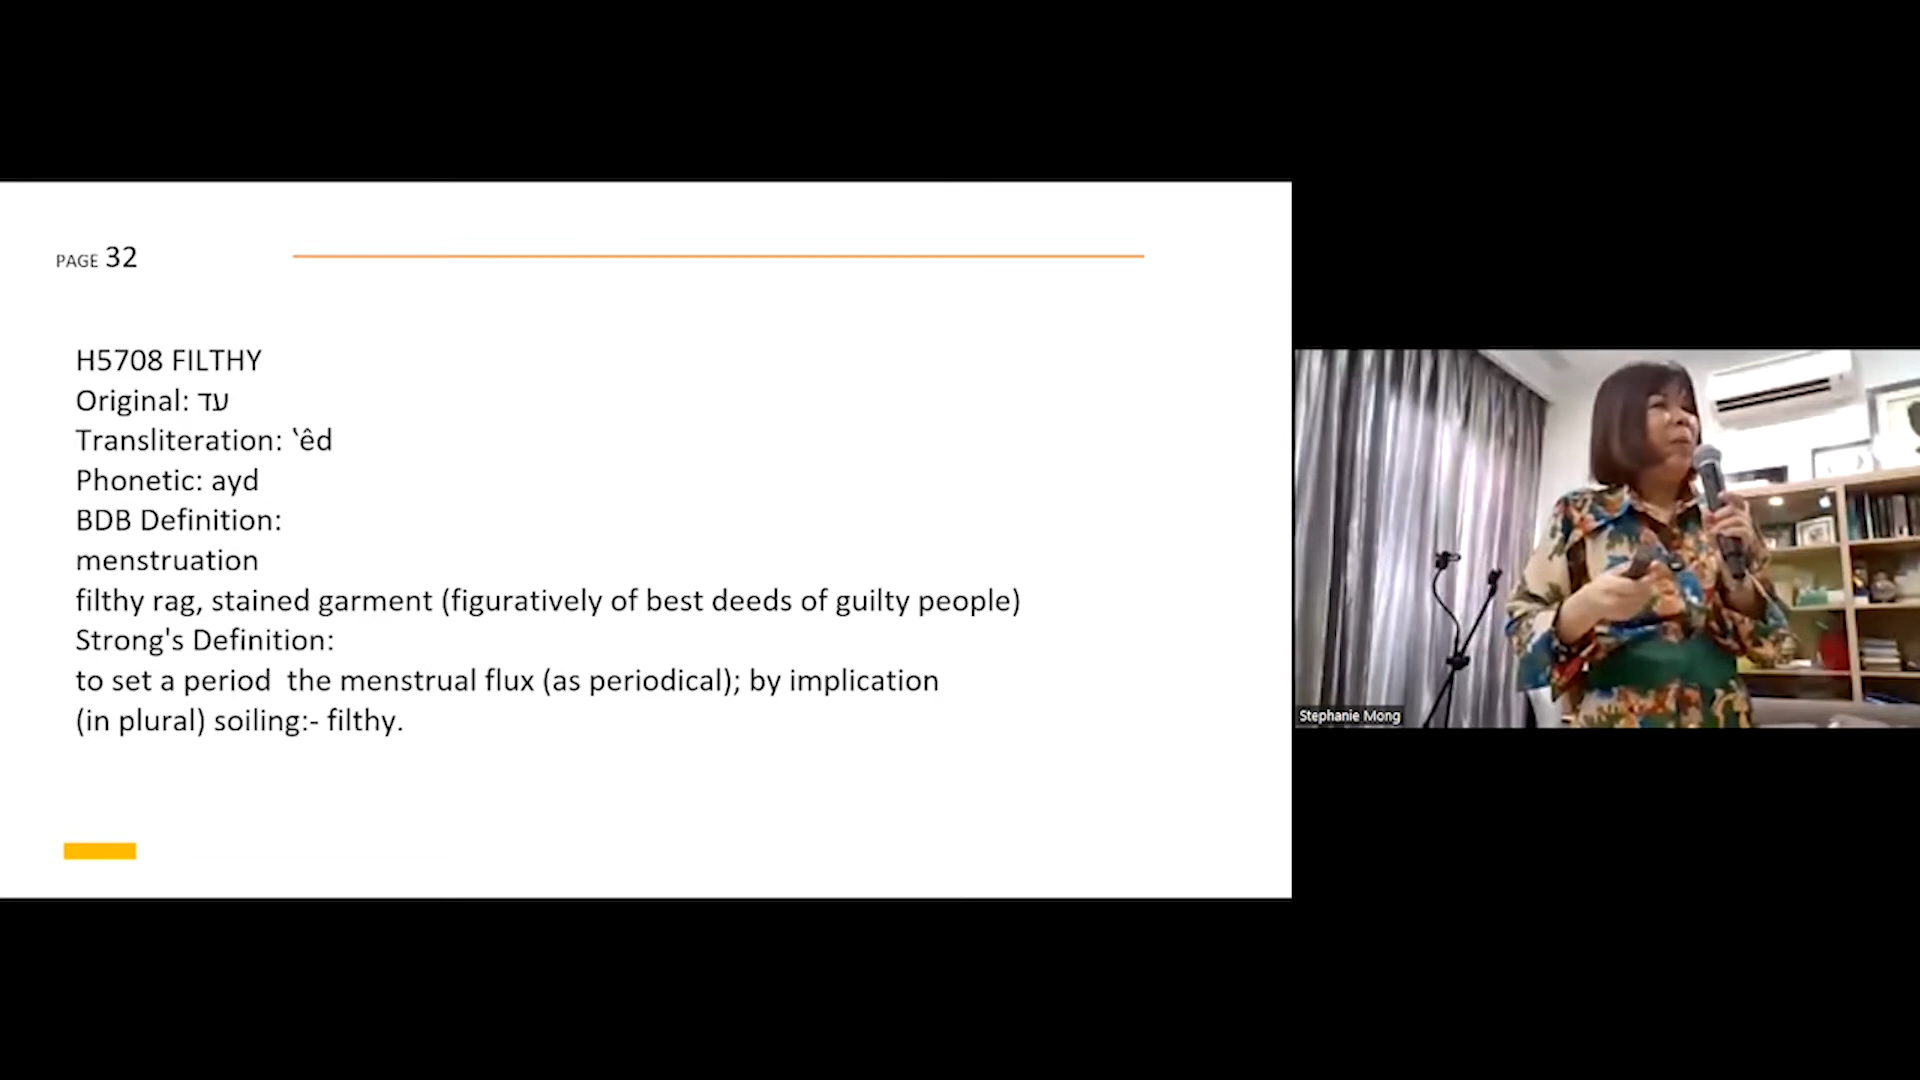 PAGE 32
H5708 FILTHY
Original: עד
Transliteration: ‛êd
Phonetic: ayd
BDB Definition:
menstruation
filthy rag, stained garment (figuratively of best deeds of guilty people)
Strong's Definition:
to set a period  the menstrual flux (as periodical); by implication
(in plural) soiling:- filthy.
Stephanie Mong